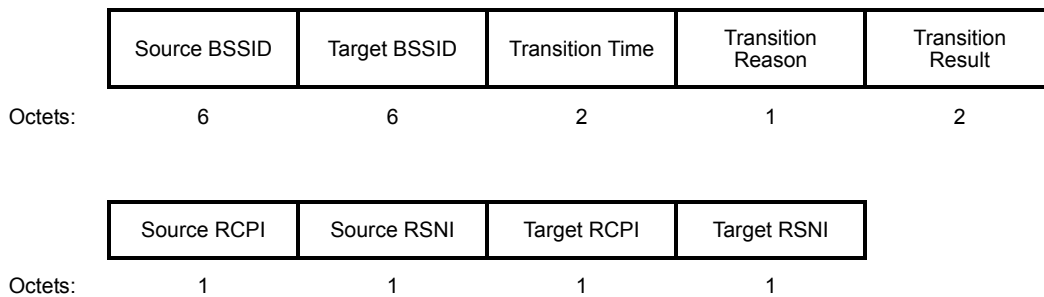 Source BSSID Target BSSID Transition Time Transition Reason Transition Result
Octets: 6 6 2 1 2
Source RCPI Source RSNI Target RCPI Target RSNI
Octets: 1 1 1 1